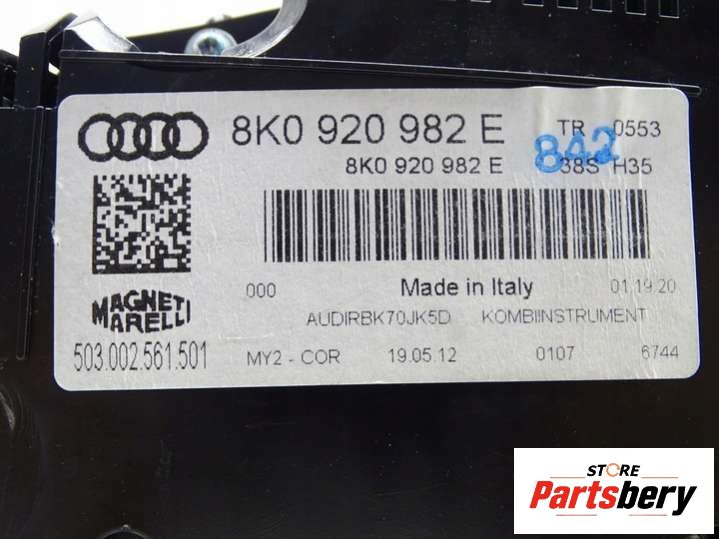 8K0 920 982 E TR 0553
8K0 920 982 E 38S H35
842
000 Made in Italy 01 19 20
MAGNETI MARELLI
AUDIRBK70JK5D KOMBIINSTRUMENT
503.002.561.501 MY2 - COR 19.05.12 0107 6744
STORE
Partsbery